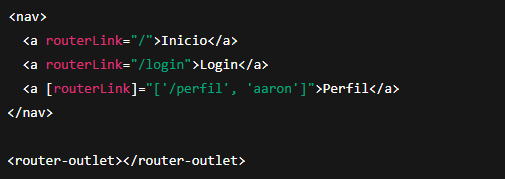 <nav>
  <a routerLink="/">Inicio</a>
  <a routerLink="/login">Login</a>
  <a [routerLink]="['/perfil', 'aaron']">Perfil</a>
</nav>

<router-outlet></router-outlet>